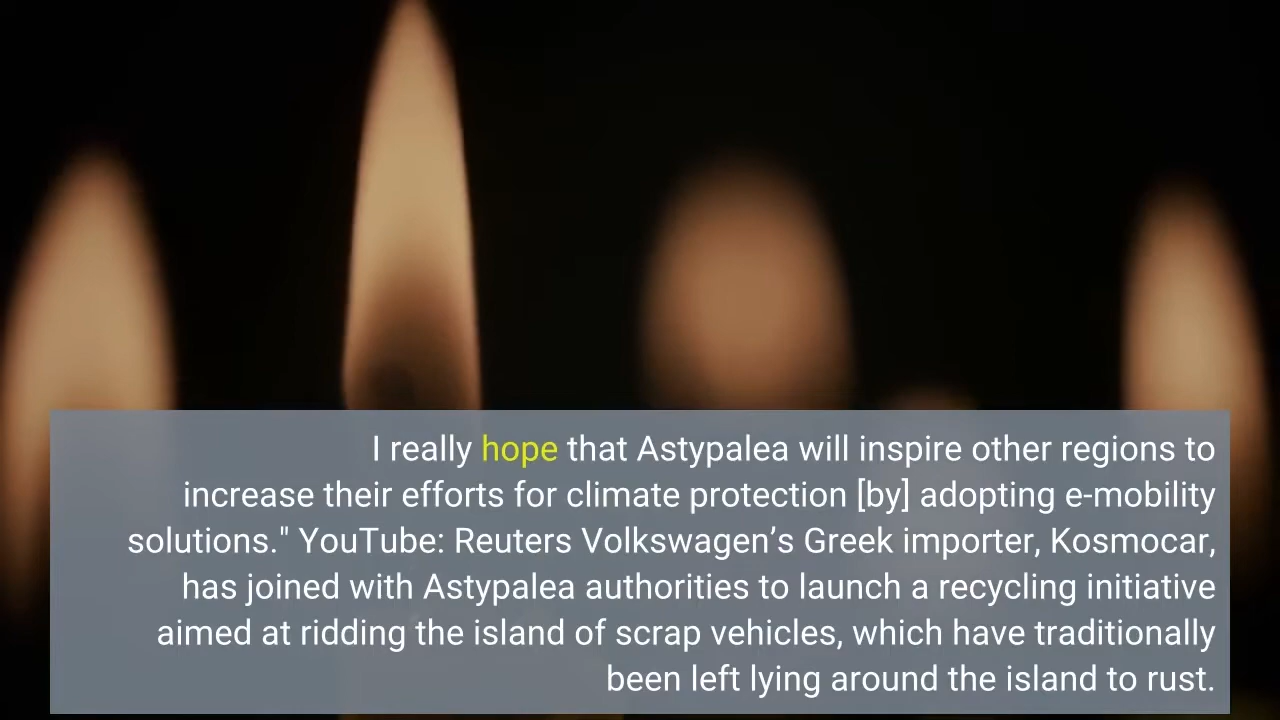 I really hope that Astypalea will inspire other regions to
increase their efforts for climate protection [by] adopting e-mobility
solutions." YouTube: Reuters Volkswagen’s Greek importer, Kosmocar,
has joined with Astypalea authorities to launch a recycling initiative
aimed at ridding the island of scrap vehicles, which have traditionally
been left lying around the island to rust.